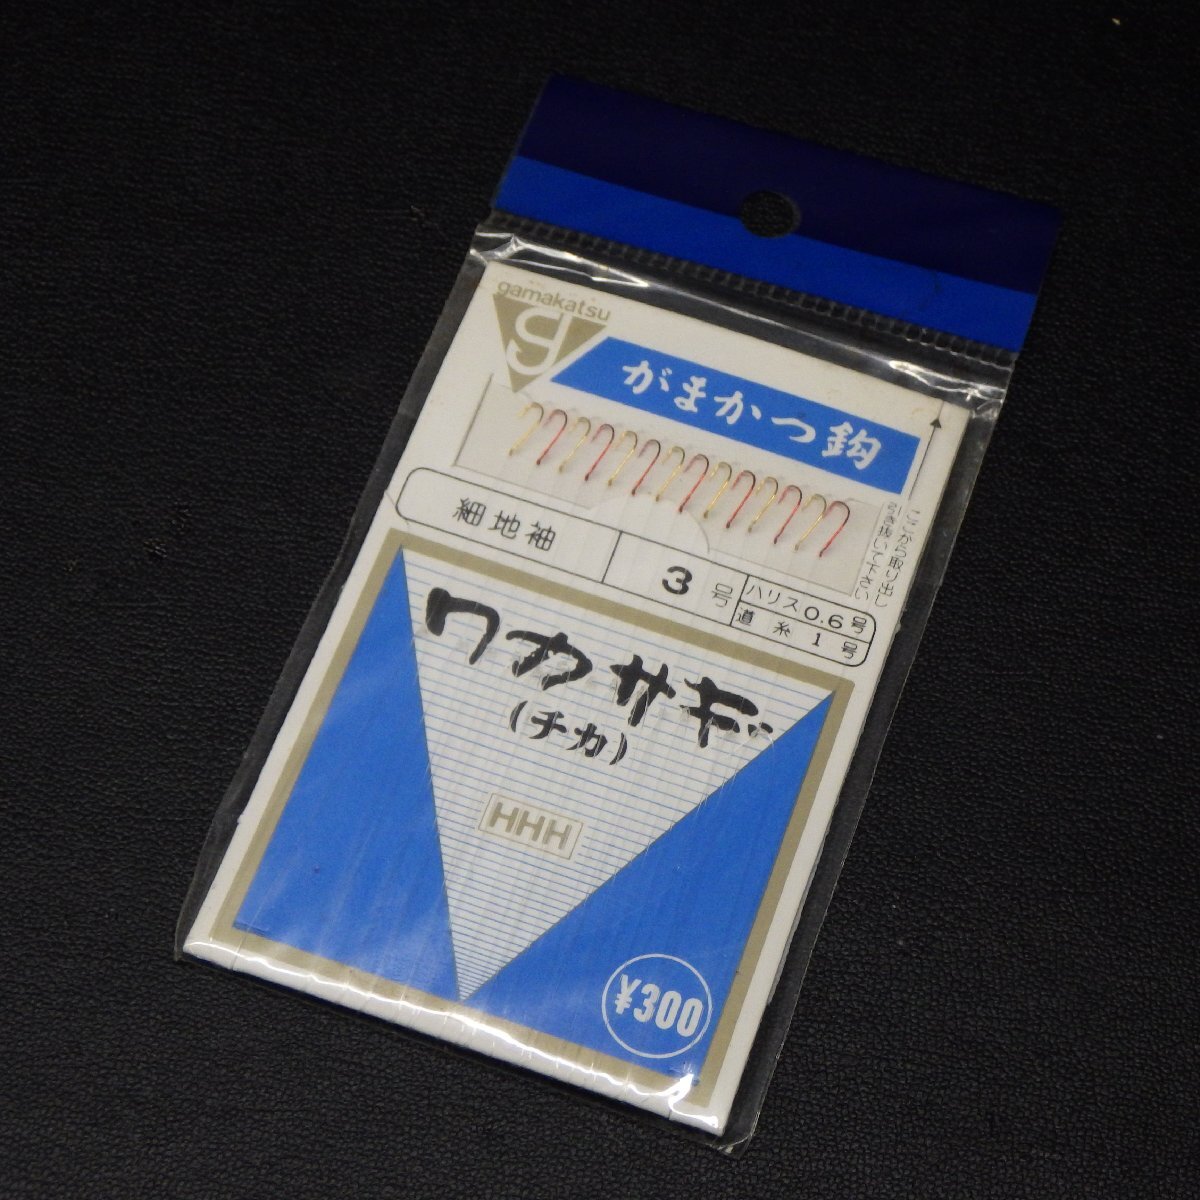 gamakatsu
g
がまかつ鈎
ここから取り出し
引き抜いて下さい
細地袖
3号
ハリス0.6号
道糸1号
ワカサギ
(チカ)
HHH
¥300